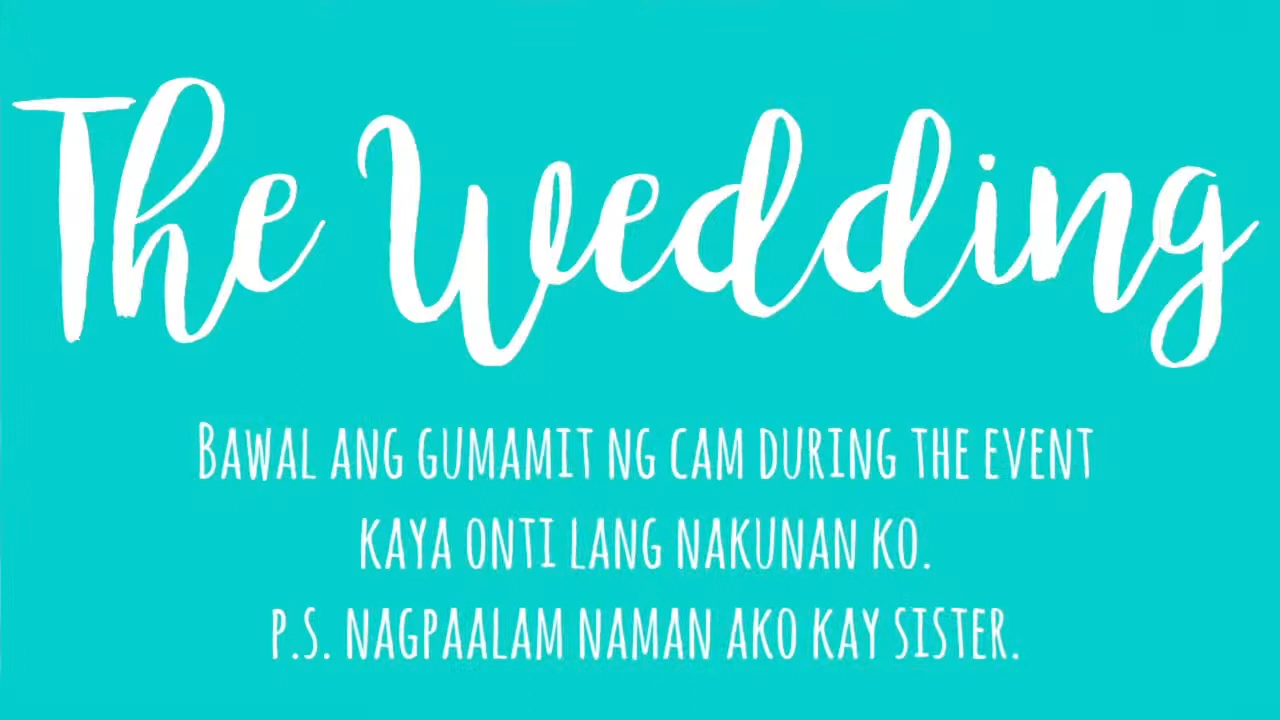 The Wedding
BAWAL ANG GUMAMIT NG CAM DURING THE EVENT
KAYA ONTI LANG NAKUNAN KO.
P.S. NAGPAALAM NAMAN AKO KAY SISTER.